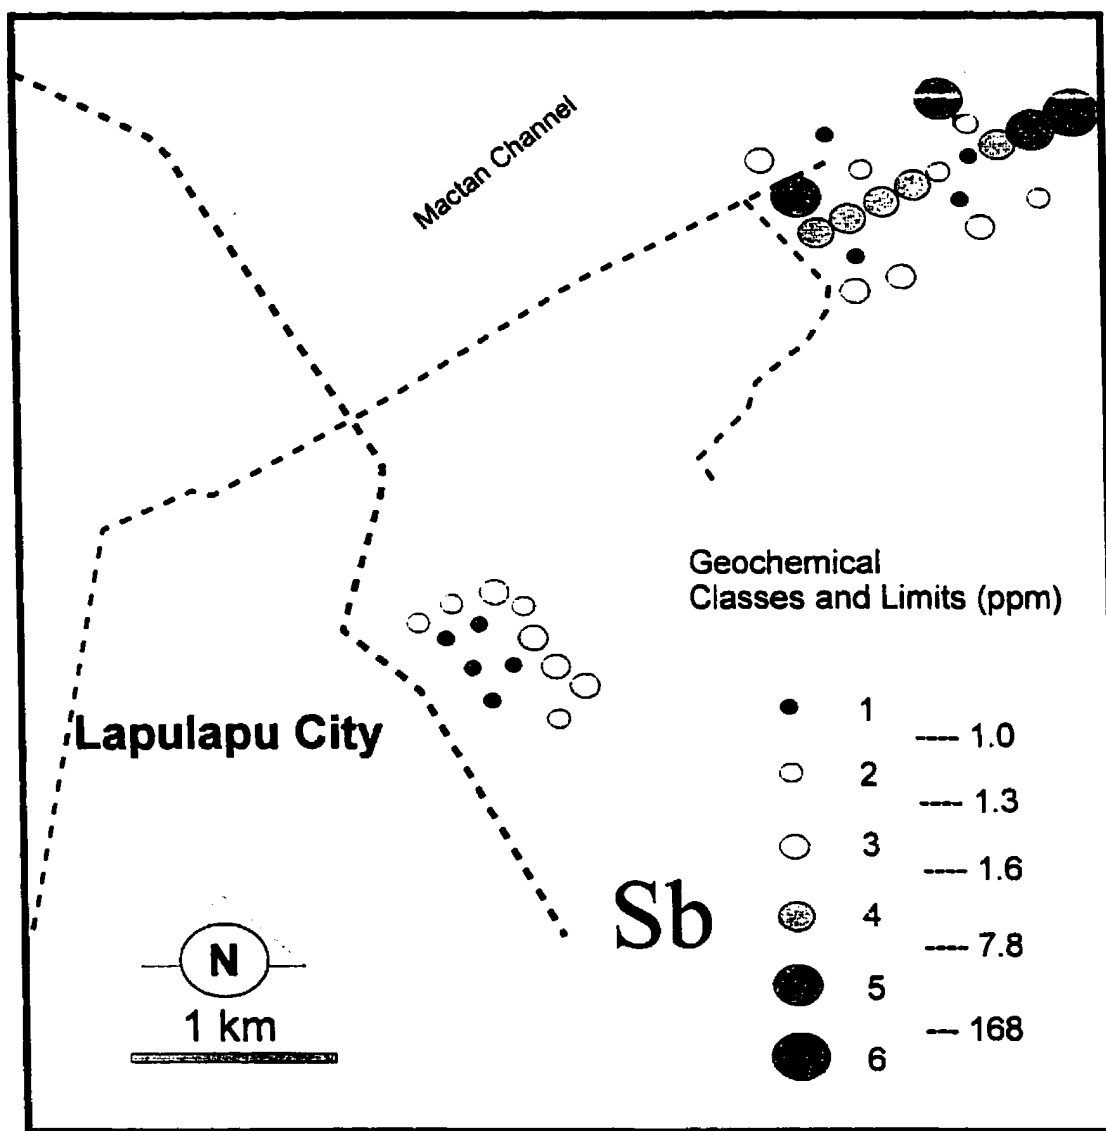 Mactan Channel
Geochemical
Classes and Limits (ppm)
1
1.0
2
1.3
3
1.6
4
7.8
5
168
6
Lapulapu City
Sb
N
1 km